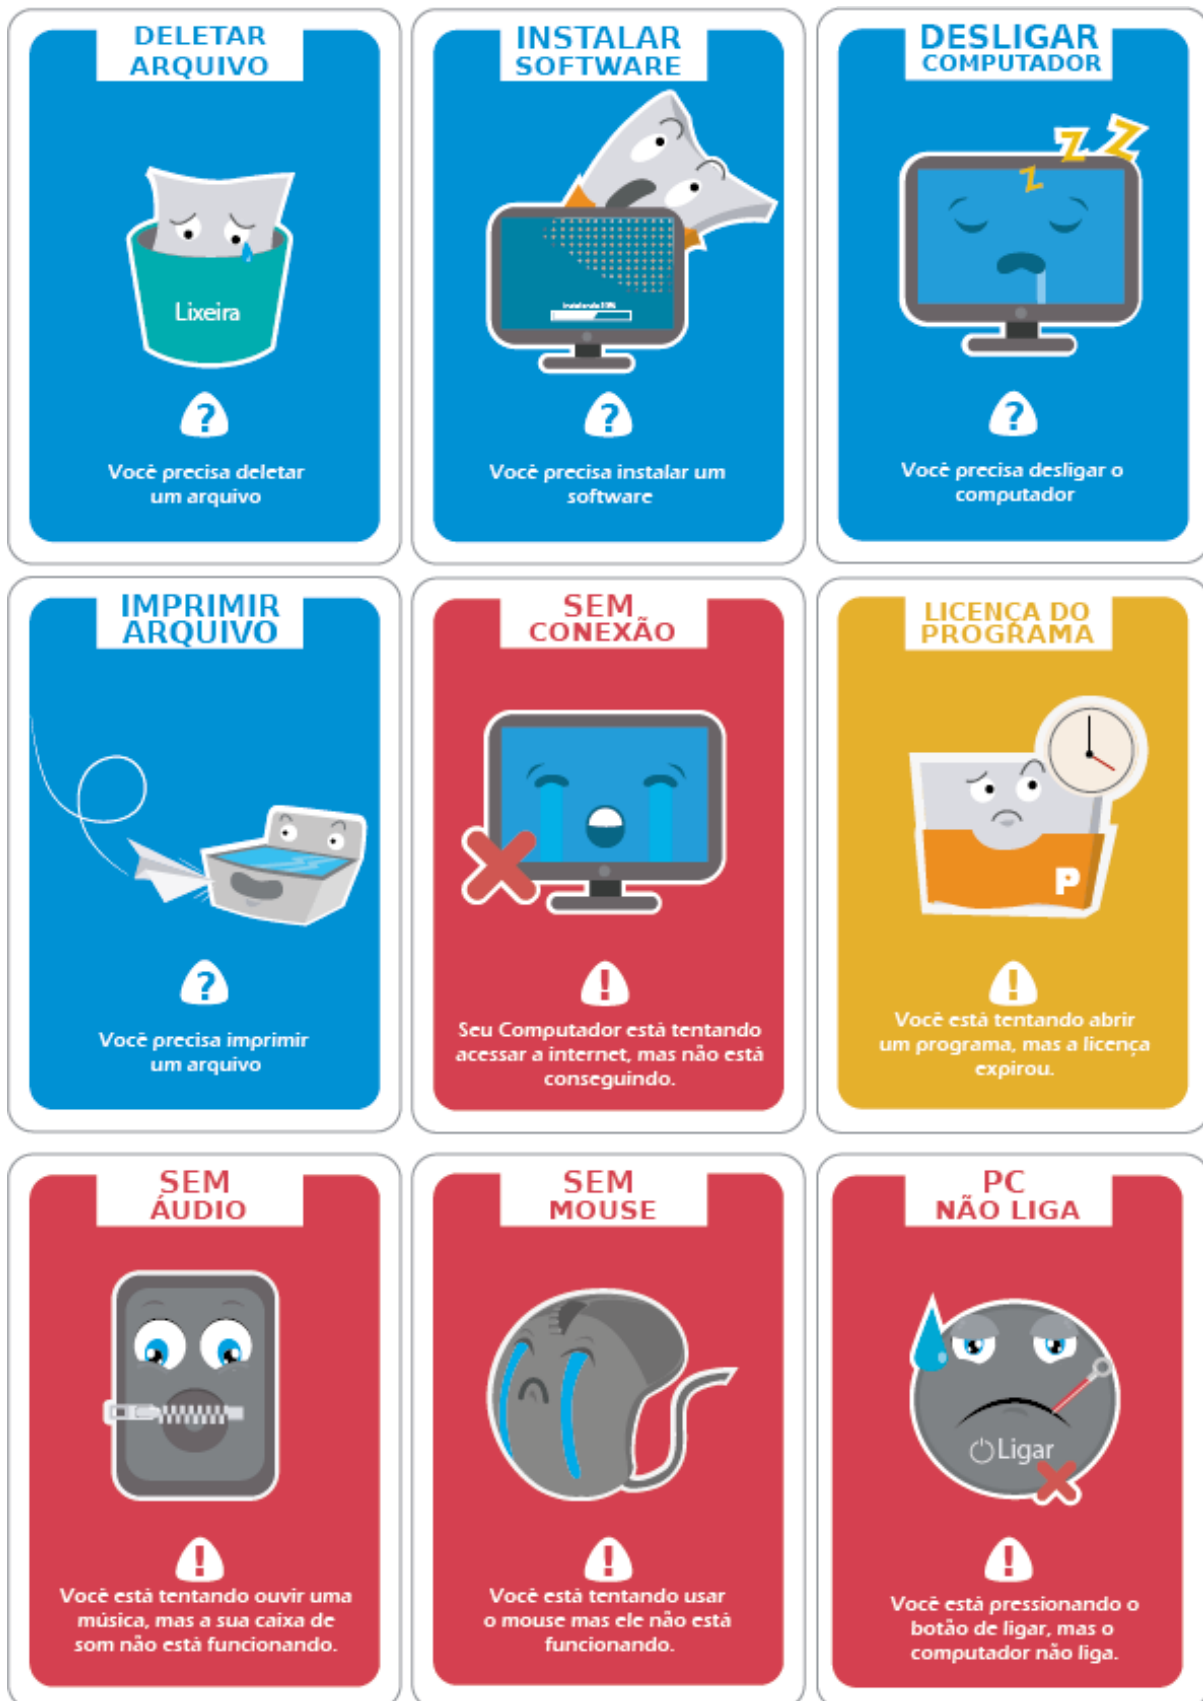 DELETAR
ARQUIVO
Lixeira
?
Você precisa deletar
um arquivo
INSTALAR
SOFTWARE
?
Você precisa instalar um
software
DESLIGAR
COMPUTADOR
Z Z Z
?
Você precisa desligar o
computador
IMPRIMIR
ARQUIVO
?
Você precisa imprimir
um arquivo
SEM
CONEXÃO
!
Seu Computador está tentando
acessar a internet, mas não está
conseguindo.
LICENÇA DO
PROGRAMA
P
!
Você está tentando abrir
um programa, mas a licença
expirou.
SEM
ÁUDIO
!
Você está tentando ouvir uma
música, mas a sua caixa de
som não está funcionando.
SEM
MOUSE
!
Você está tentando usar
o mouse mas ele não está
funcionando.
PC
NÃO LIGA
Ligar
!
Você está pressionando o
botão de ligar, mas o
computador não liga.